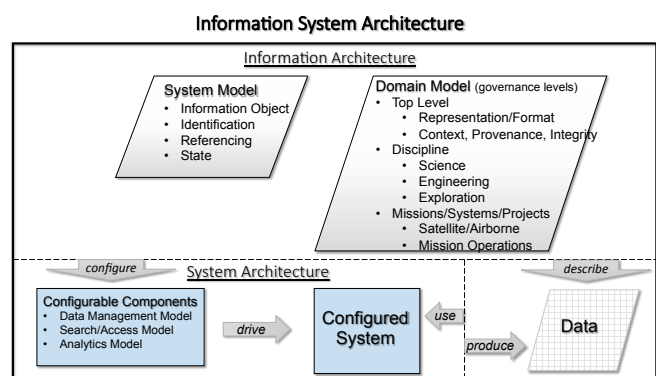 Information System Architecture
Information Architecture
System Model
• Information Object
• Identification
• Referencing
• State
Domain Model (governance levels)
• Top Level
• Representation/Format
• Context, Provenance, Integrity
• Discipline
• Science
• Engineering
• Exploration
• Missions/Systems/Projects
• Satellite/Airborne
• Mission Operations
configure
System Architecture
describe
Configurable Components
• Data Management Model
• Search/Access Model
• Analytics Model
drive
Configured
System
use
produce
Data